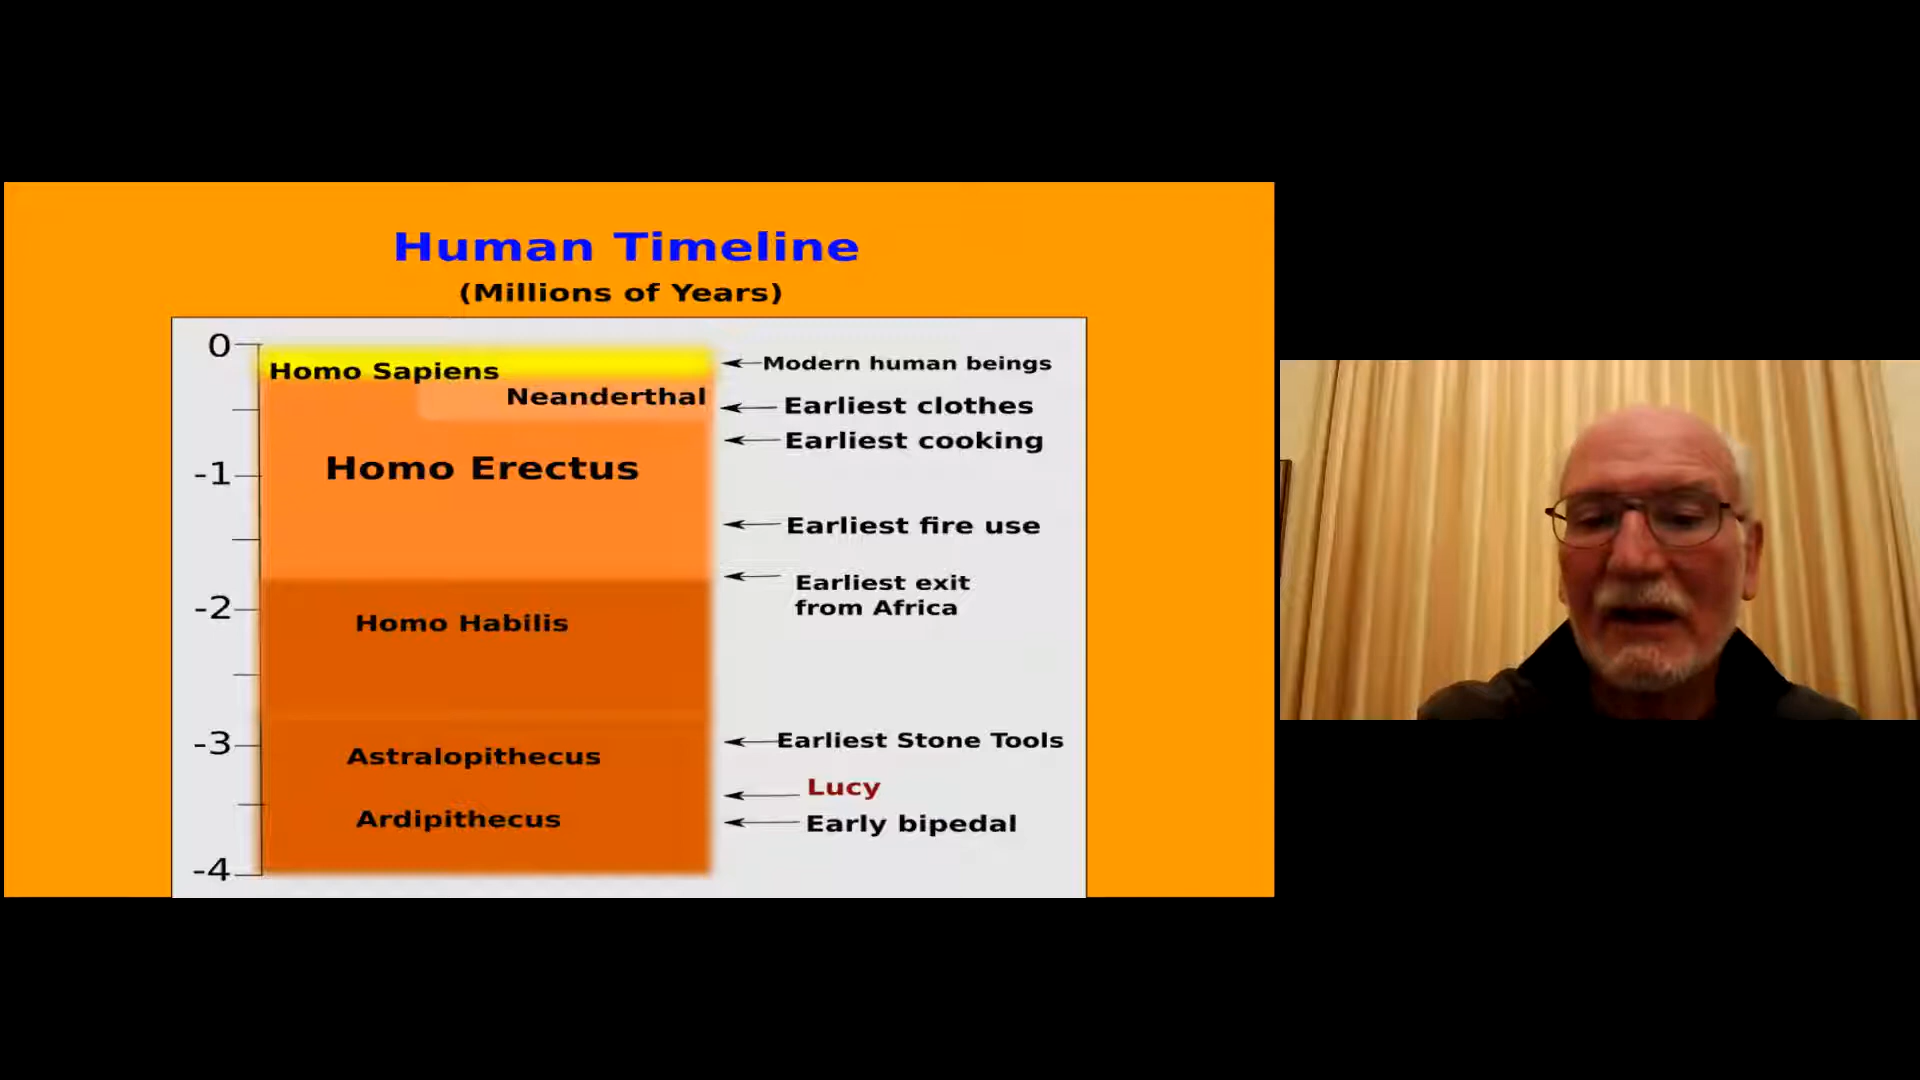 Human Timeline
(Millions of Years)
0
Homo Sapiens
Modern human beings
Neanderthal
Earliest clothes
Earliest cooking
-1
Homo Erectus
Earliest fire use
Earliest exit
from Africa
-2
Homo Habilis
-3
Earliest Stone Tools
Astralopithecus
Lucy
Ardipithecus
Early bipedal
-4